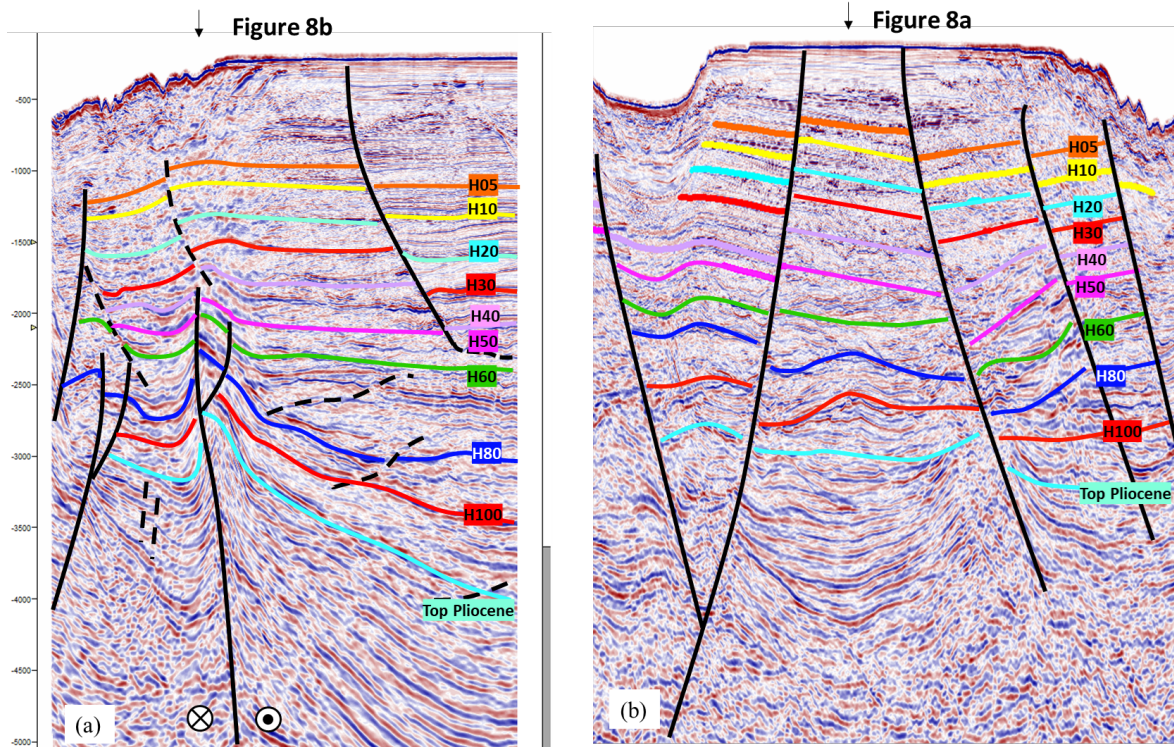 Figure 8b
-500
-1000
-1500
-2000
-2500
-3000
-3500
-4000
-4500
-5000
H05
H10
H20
H30
H40
H50
H60
H80
H100
Top Pliocene
(a)
Figure 8a
H05
H10
H20
H30
H40
H50
H60
H80
H100
Top Pliocene
(b)